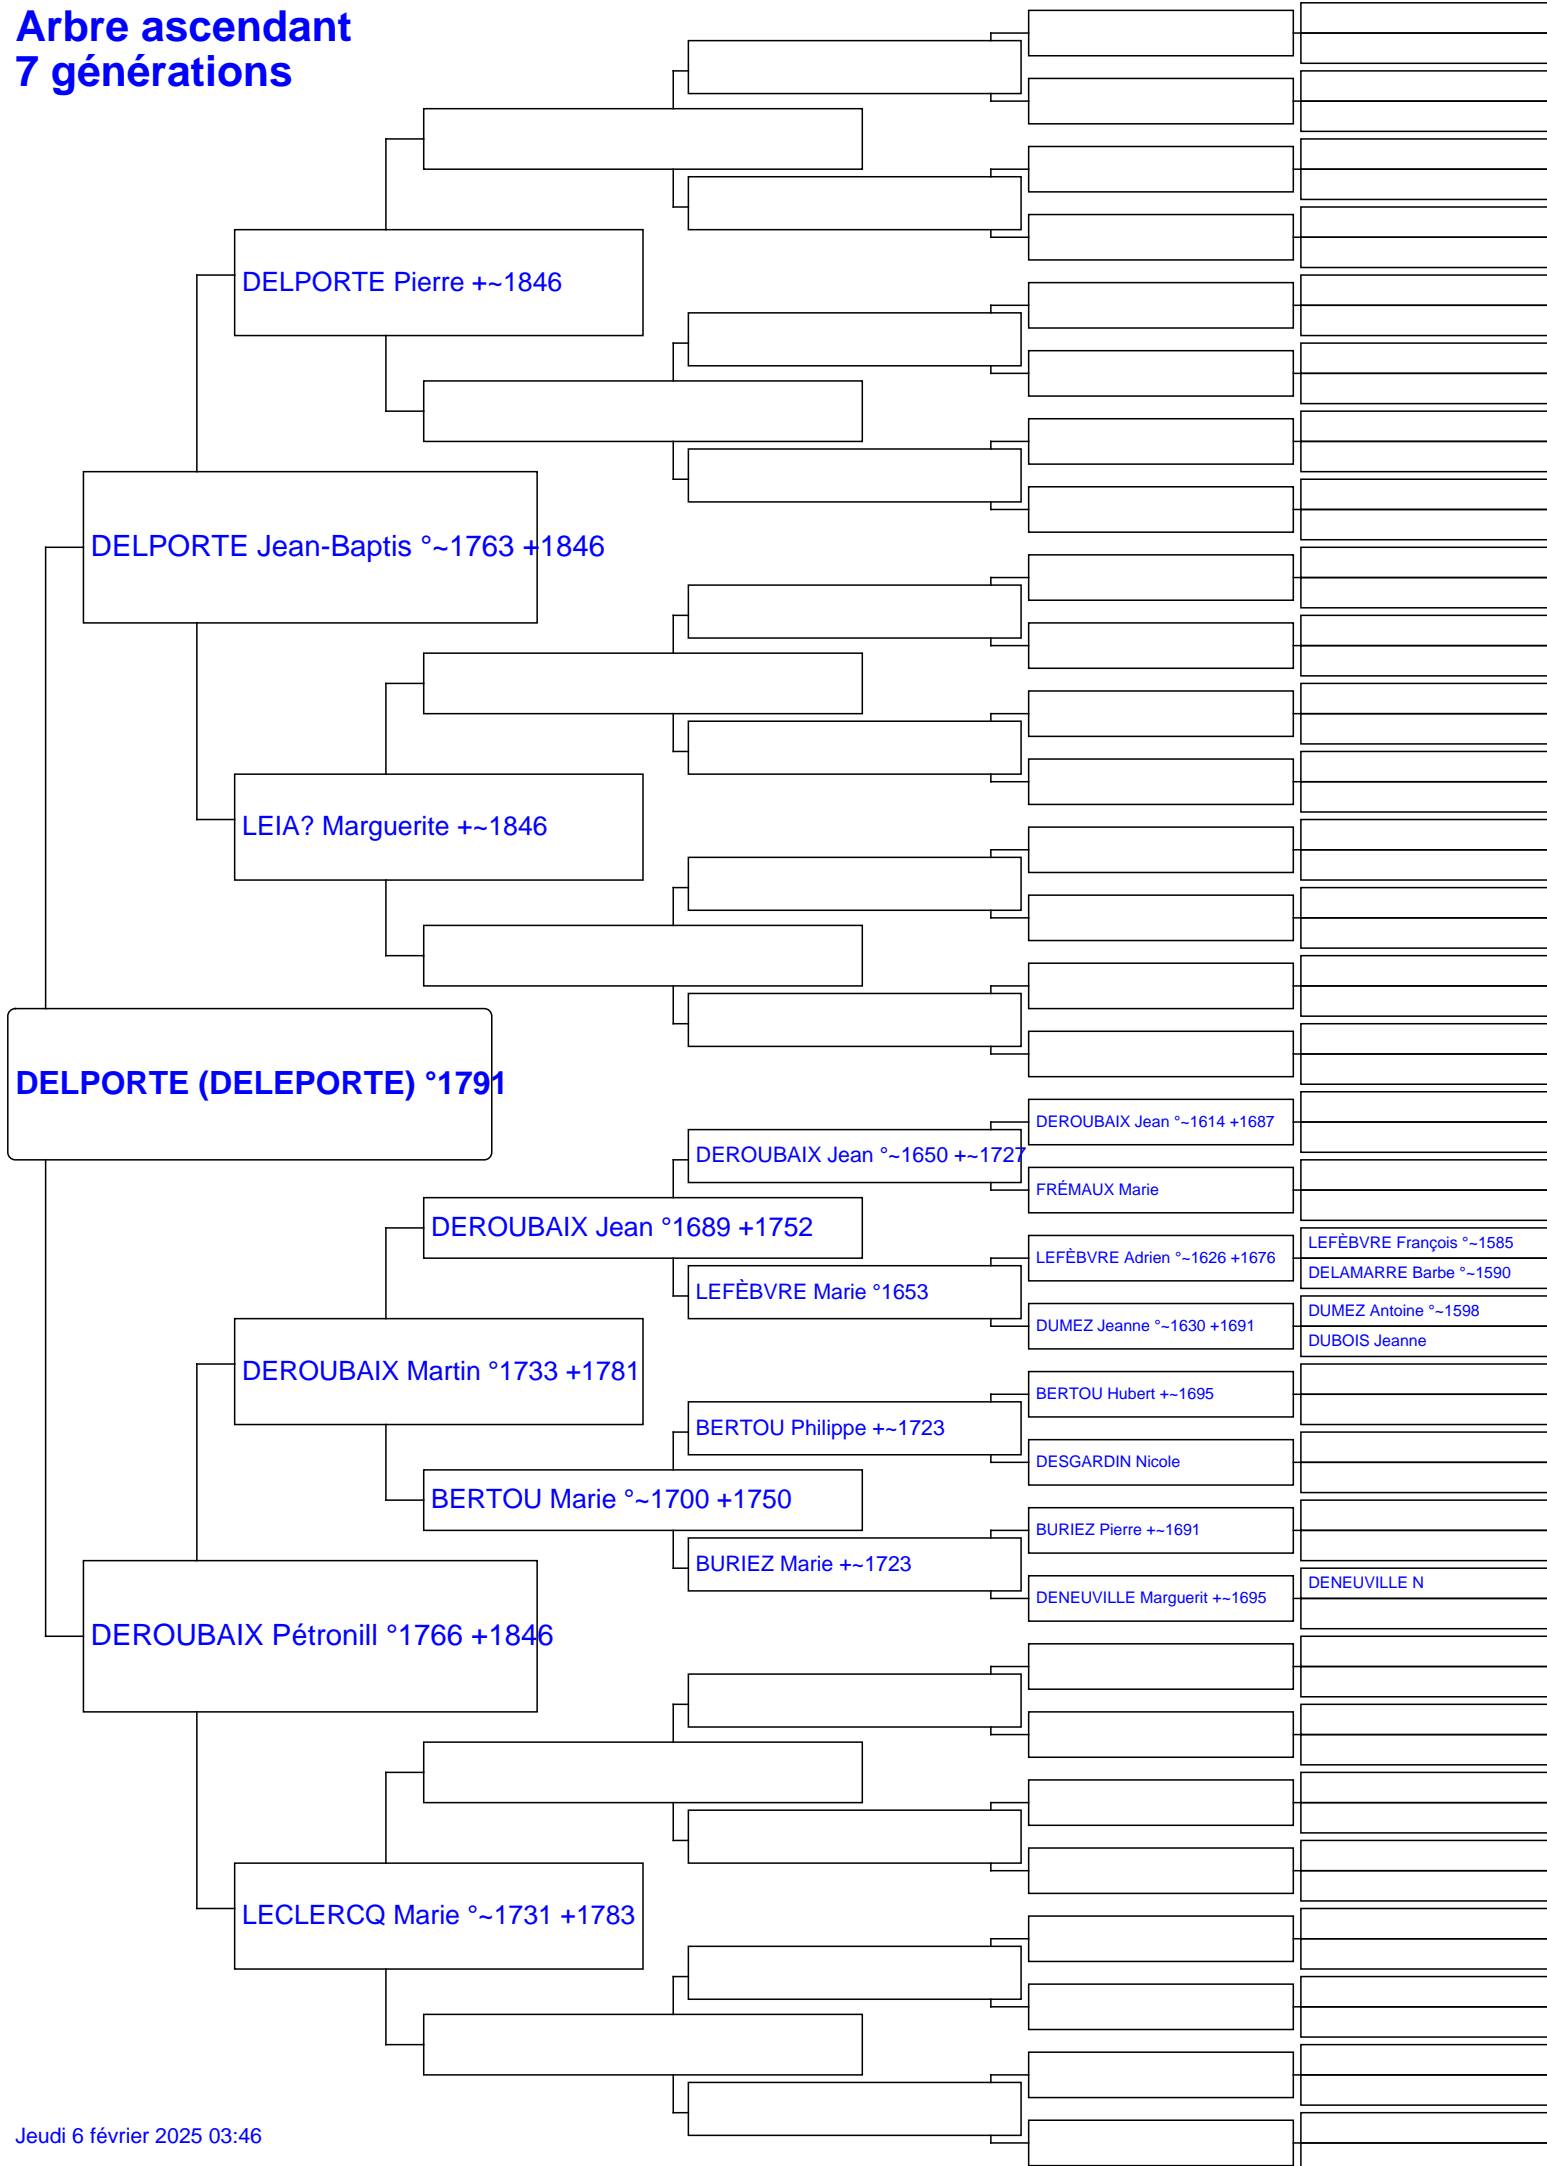 Arbre ascendant
7 générations
DELPORTE Pierre +~1846
DELPORTE Jean-Baptis °~1763 +1846
LEIA? Marguerite +~1846
DELPORTE (DELEPORTE) °1791
DEROUBAIX Jean °~1614 +1687
DEROUBAIX Jean °~1650 +~1727
FRÉMAUX Marie
DEROUBAIX Jean °1689 +1752
LEFÈBVRE François °~1585
LEFÈBVRE Adrien °~1626 +1676
DELAMARRE Barbe °~1590
LEFÈBVRE Marie °1653
DUMEZ Antoine °~1598
DUMEZ Jeanne °~1630 +1691
DUBOIS Jeanne
DEROUBAIX Martin °1733 +1781
BERTOU Hubert +~1695
BERTOU Philippe +~1723
DESGARDIN Nicole
BERTOU Marie °~1700 +1750
BURIEZ Pierre +~1691
BURIEZ Marie +~1723
DENEUVILLE N
DENEUVILLE Marguerit +~1695
DEROUBAIX Pétronill °1766 +1846
LECLERCQ Marie °~1731 +1783
Jeudi 6 février 2025 03:46